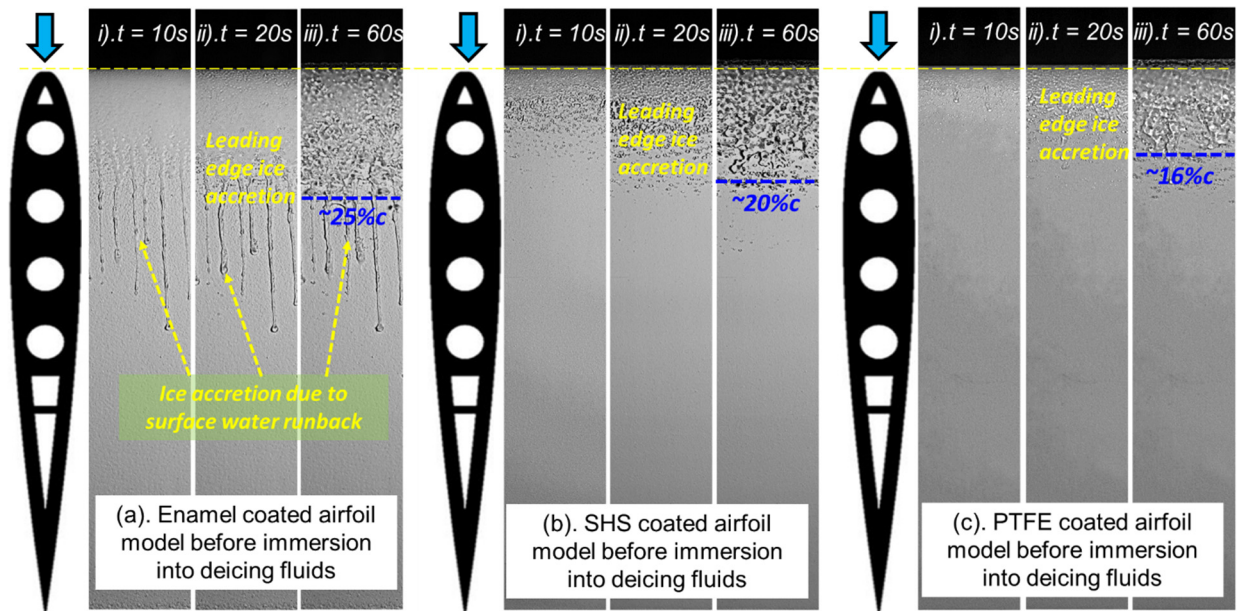 i).t = 10s
ii).t = 20s
iii).t = 60s
Leading
edge ice
accretion
~25%c
Ice accretion due to
surface water runback
(a). Enamel coated airfoil
model before immersion
into deicing fluids
i).t = 10s
ii).t = 20s
iii).t = 60s
Leading
edge ice
accretion
~20%c
(b). SHS coated airfoil
model before immersion
into deicing fluids
i).t = 10s
ii).t = 20s
iii).t = 60s
Leading
edge ice
accretion
~16%c
(c). PTFE coated airfoil
model before immersion
into deicing fluids